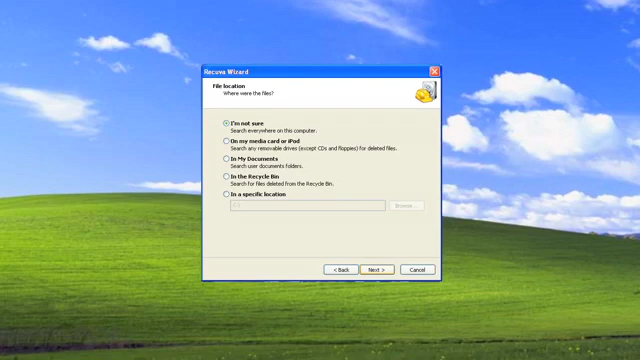 Recuva Wizard
File location
Where were the files?
I'm not sure
Search everywhere on this computer.
On my media card or iPod
Search any removable drives (except CDs and floppies) for deleted files.
In My Documents
Search user documents folders.
In the Recycle Bin
Search for files deleted from the Recycle Bin.
In a specific location
Browse...
< Back Next > Cancel